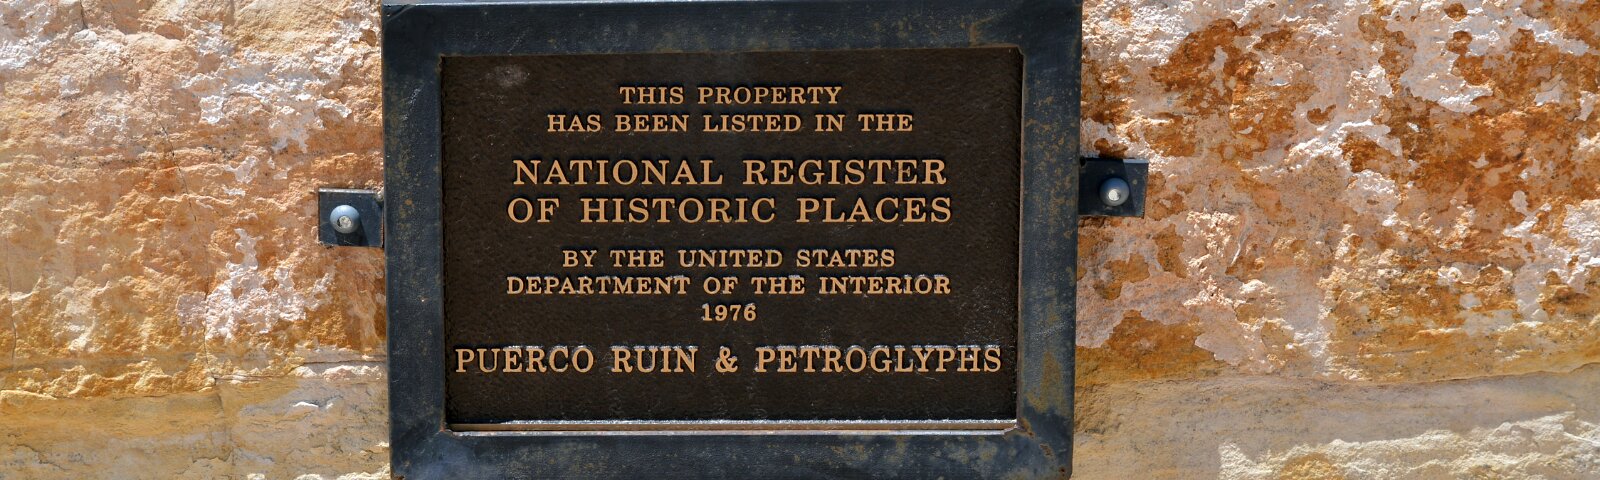 THIS PROPERTY
HAS BEEN LISTED IN THE
NATIONAL REGISTER
OF HISTORIC PLACES
BY THE UNITED STATES
DEPARTMENT OF THE INTERIOR
1976
PUERCO RUIN & PETROGLYPHS